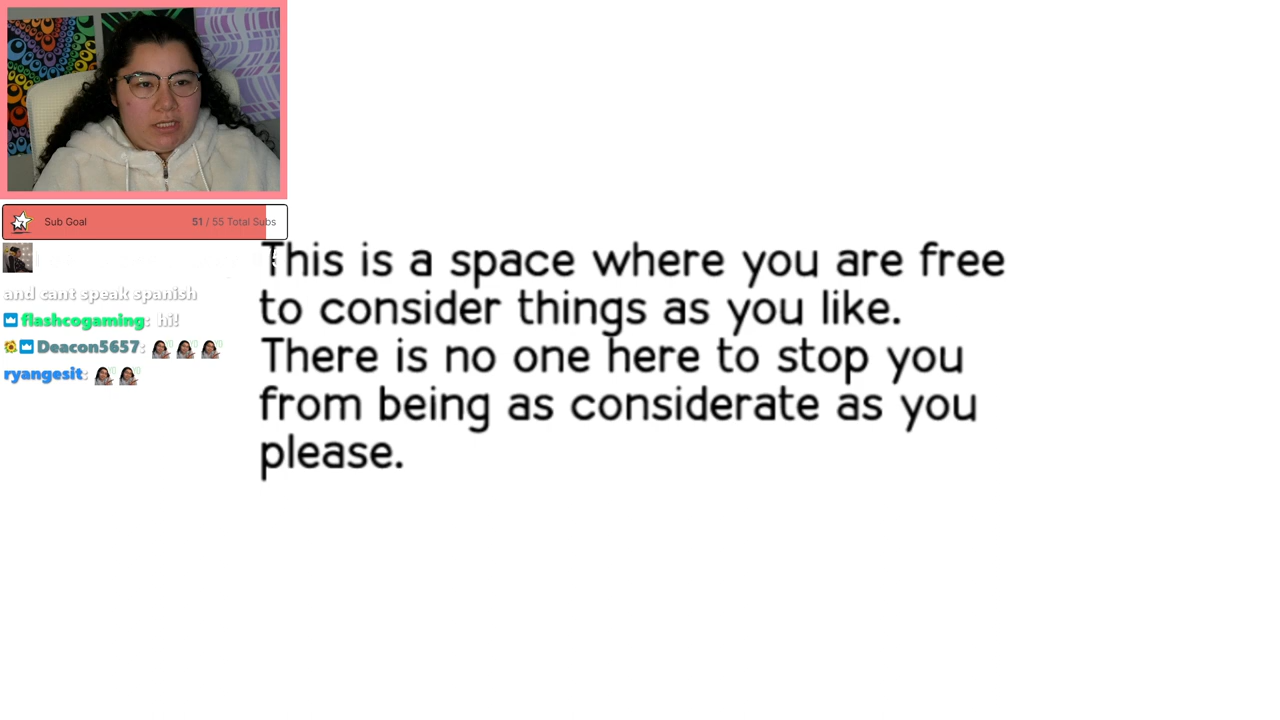 Sub Goal 51 / 55 Total Subs
and cant speak spanish
flashcogaming: hi!
Deacon5657:
ryangesit:
This is a space where you are free
to consider things as you like.
There is no one here to stop you
from being as considerate as you
please.